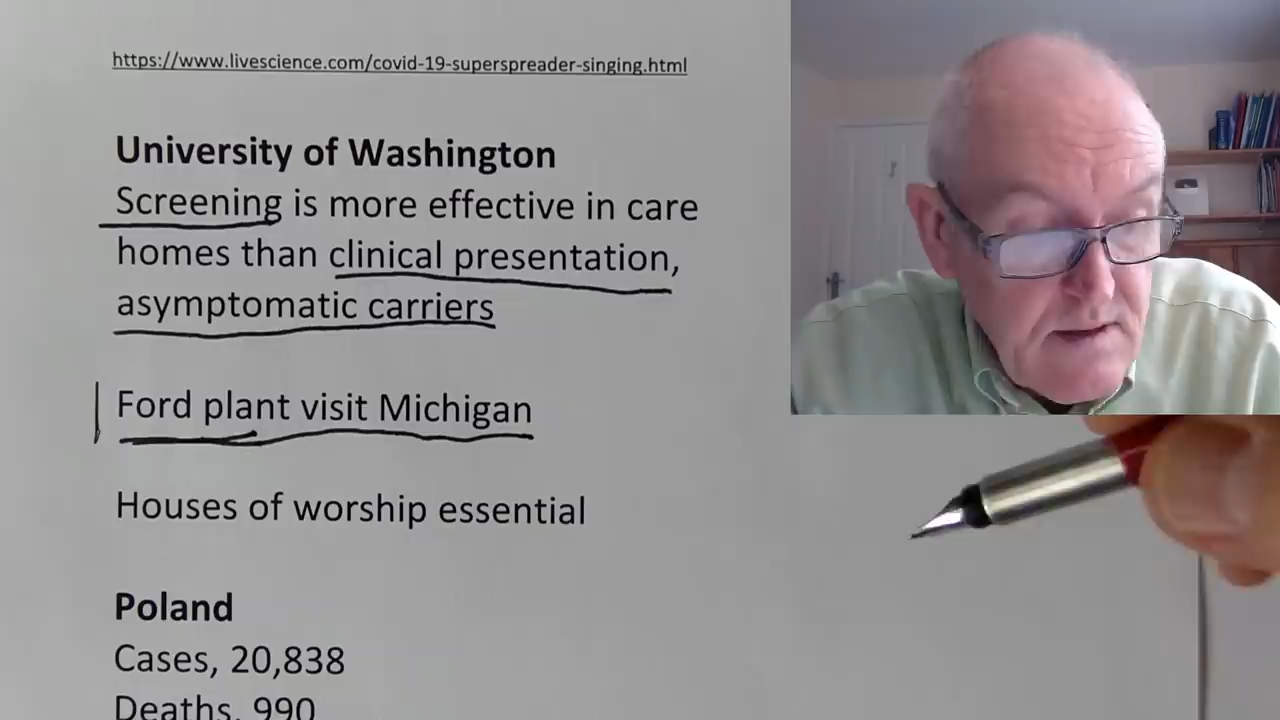 https://www.livescience.com/covid-19-superspreader-singing.html
University of Washington
Screening is more effective in care
homes than clinical presentation,
asymptomatic carriers
Ford plant visit Michigan
Houses of worship essential
Poland
Cases, 20,838
Deaths, 990